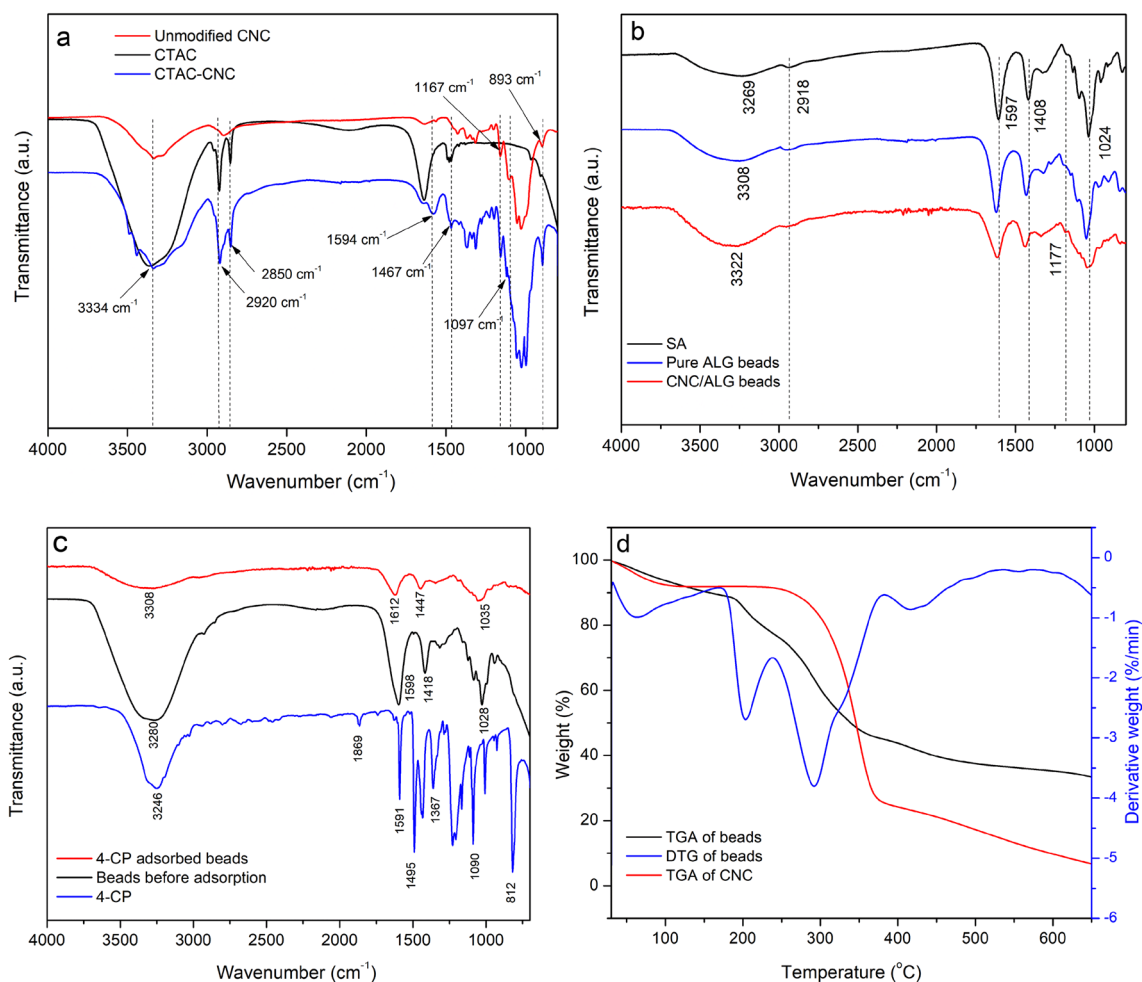 a
Unmodified CNC
CTAC
CTAC-CNC
1167 cm⁻¹
893 cm⁻¹
1594 cm⁻¹
1467 cm⁻¹
2850 cm⁻¹
2920 cm⁻¹
3334 cm⁻¹
1097 cm⁻¹
Transmittance (a.u.)
4000 3500 3000 2500 2000 1500 1000
Wavenumber (cm⁻¹)
b
3269
2918
1597
1408
1024
3308
3322
1177
SA
Pure ALG beads
CNC/ALG beads
Transmittance (a.u.)
4000 3500 3000 2500 2000 1500 1000
Wavenumber (cm⁻¹)
c
3308
1612
1447
1035
3280
1598
1418
1028
3246
1869
1591
1495
1367
1090
812
4-CP adsorbed beads
Beads before adsorption
4-CP
Transmittance (a.u.)
4000 3500 3000 2500 2000 1500 1000
Wavenumber (cm⁻¹)
d
100
80
60
40
20
0
Weight (%)
0
-1
-2
-3
-4
-5
-6
Derivative weight (%/min)
TGA of beads
DTG of beads
TGA of CNC
100 200 300 400 500 600
Temperature (°C)